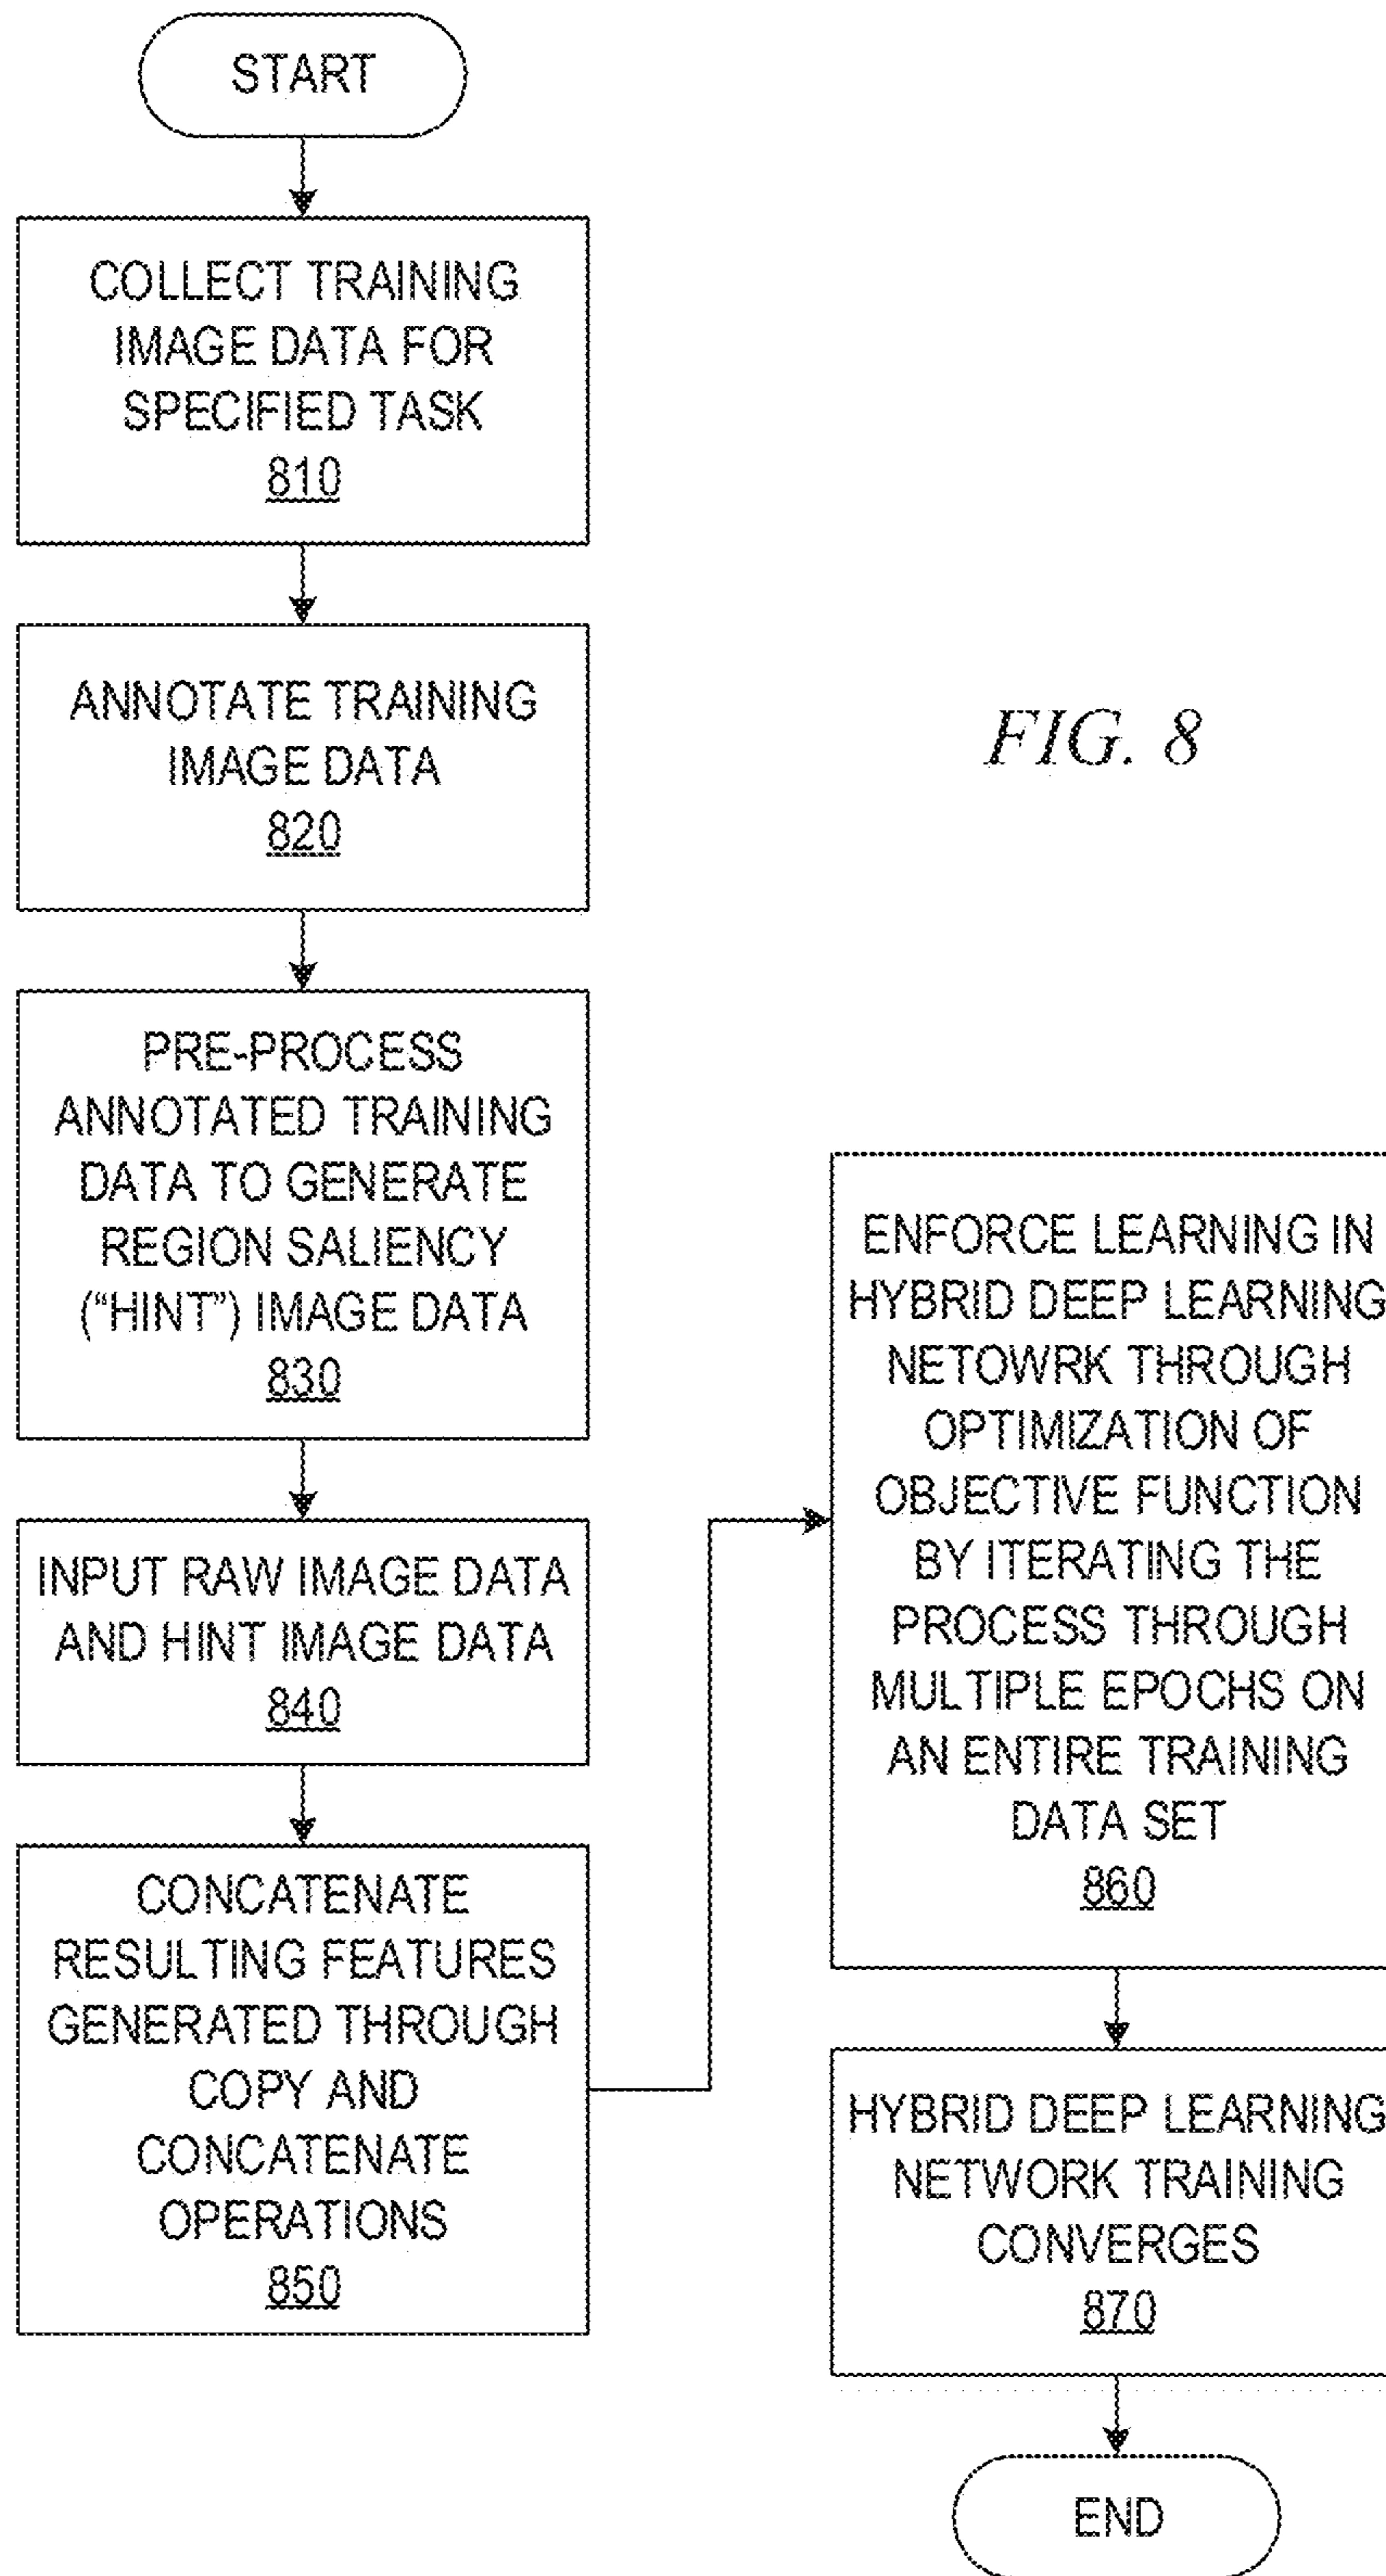 START
COLLECT TRAINING
IMAGE DATA FOR
SPECIFIED TASK
810
ANNOTATE TRAINING
IMAGE DATA
820
PRE-PROCESS
ANNOTATED TRAINING
DATA TO GENERATE
REGION SALIENCY
(“HINT”) IMAGE DATA
830
INPUT RAW IMAGE DATA
AND HINT IMAGE DATA
840
CONCATENATE
RESULTING FEATURES
GENERATED THROUGH
COPY AND
CONCATENATE
OPERATIONS
850
FIG. 8
ENFORCE LEARNING IN
HYBRID DEEP LEARNING
NETOWRK THROUGH
OPTIMIZATION OF
OBJECTIVE FUNCTION
BY ITERATING THE
PROCESS THROUGH
MULTIPLE EPOCHS ON
AN ENTIRE TRAINING
DATA SET
860
HYBRID DEEP LEARNING
NETWORK TRAINING
CONVERGES
870
END